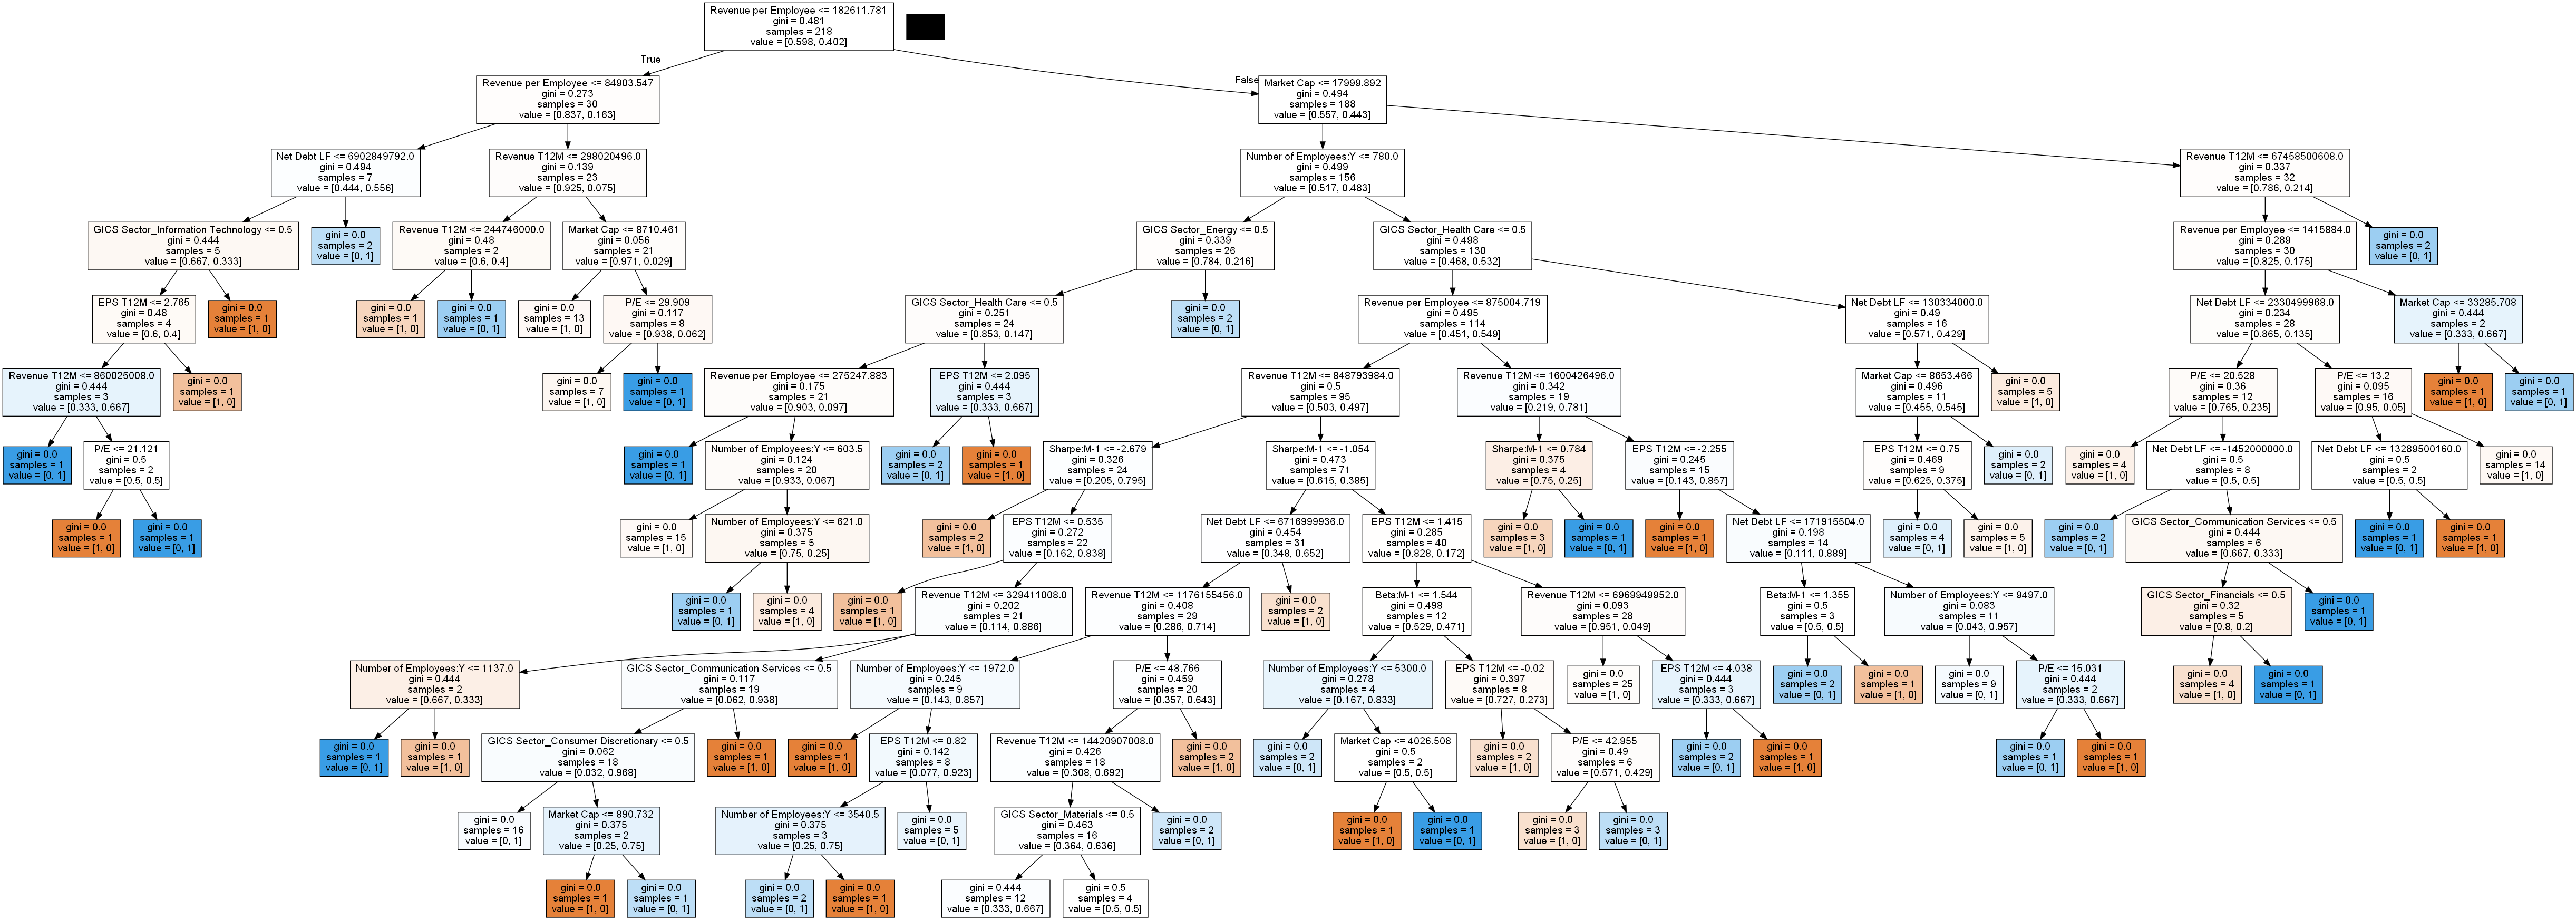 Revenue per Employee <= 182611.781
gini = 0.481
samples = 218
value = [0.598, 0.402]
True
False
Revenue per Employee <= 84903.547
gini = 0.273
samples = 30
value = [0.837, 0.163]
Market Cap <= 17999.892
gini = 0.494
samples = 188
value = [0.557, 0.443]
Net Debt LF <= 6902849792.0
gini = 0.494
samples = 7
value = [0.444, 0.556]
Revenue T12M <= 298020496.0
gini = 0.139
samples = 23
value = [0.925, 0.075]
Number of Employees:Y <= 780.0
gini = 0.499
samples = 156
value = [0.517, 0.483]
Revenue T12M <= 67458500608.0
gini = 0.337
samples = 32
value = [0.786, 0.214]
GICS Sector_Information Technology <= 0.5
gini = 0.444
samples = 5
value = [0.667, 0.333]
gini = 0.0
samples = 2
value = [0, 1]
Revenue T12M <= 244746000.0
gini = 0.48
samples = 2
value = [0.6, 0.4]
Market Cap <= 8710.461
gini = 0.056
samples = 21
value = [0.971, 0.029]
GICS Sector_Energy <= 0.5
gini = 0.339
samples = 26
value = [0.784, 0.216]
GICS Sector_Health Care <= 0.5
gini = 0.498
samples = 130
value = [0.468, 0.532]
Revenue per Employee <= 1415884.0
gini = 0.289
samples = 30
value = [0.825, 0.175]
gini = 0.0
samples = 2
value = [0, 1]
EPS T12M <= 2.765
gini = 0.48
samples = 4
value = [0.6, 0.4]
gini = 0.0
samples = 1
value = [1, 0]
gini = 0.0
samples = 1
value = [1, 0]
gini = 0.0
samples = 1
value = [0, 1]
gini = 0.0
samples = 13
value = [1, 0]
P/E <= 29.909
gini = 0.117
samples = 8
value = [0.938, 0.062]
GICS Sector_Health Care <= 0.5
gini = 0.251
samples = 24
value = [0.853, 0.147]
gini = 0.0
samples = 2
value = [0, 1]
Revenue per Employee <= 875004.719
gini = 0.495
samples = 114
value = [0.451, 0.549]
Net Debt LF <= 130334000.0
gini = 0.49
samples = 16
value = [0.571, 0.429]
Net Debt LF <= 2330499968.0
gini = 0.234
samples = 28
value = [0.865, 0.135]
Market Cap <= 33285.708
gini = 0.444
samples = 2
value = [0.333, 0.667]
Revenue T12M <= 860025008.0
gini = 0.444
samples = 3
value = [0.333, 0.667]
gini = 0.0
samples = 1
value = [1, 0]
gini = 0.0
samples = 7
value = [1, 0]
gini = 0.0
samples = 1
value = [0, 1]
Revenue per Employee <= 275247.883
gini = 0.175
samples = 21
value = [0.903, 0.097]
EPS T12M <= 2.095
gini = 0.444
samples = 3
value = [0.333, 0.667]
Revenue T12M <= 848793984.0
gini = 0.5
samples = 95
value = [0.503, 0.497]
Revenue T12M <= 1600426496.0
gini = 0.342
samples = 19
value = [0.219, 0.781]
Market Cap <= 8653.466
gini = 0.496
samples = 11
value = [0.455, 0.545]
gini = 0.0
samples = 5
value = [1, 0]
P/E <= 20.528
gini = 0.36
samples = 12
value = [0.765, 0.235]
P/E <= 13.2
gini = 0.095
samples = 16
value = [0.95, 0.05]
gini = 0.0
samples = 1
value = [1, 0]
gini = 0.0
samples = 1
value = [0, 1]
gini = 0.0
samples = 1
value = [0, 1]
P/E <= 21.121
gini = 0.5
samples = 2
value = [0.5, 0.5]
gini = 0.0
samples = 1
value = [0, 1]
Number of Employees:Y <= 603.5
gini = 0.124
samples = 20
value = [0.933, 0.067]
gini = 0.0
samples = 2
value = [0, 1]
gini = 0.0
samples = 1
value = [1, 0]
Sharpe:M-1 <= -2.679
gini = 0.326
samples = 24
value = [0.205, 0.795]
Sharpe:M-1 <= -1.054
gini = 0.473
samples = 71
value = [0.615, 0.385]
Sharpe:M-1 <= 0.784
gini = 0.375
samples = 4
value = [0.75, 0.25]
EPS T12M <= -2.255
gini = 0.245
samples = 15
value = [0.143, 0.857]
EPS T12M <= 0.75
gini = 0.469
samples = 9
value = [0.625, 0.375]
gini = 0.0
samples = 2
value = [0, 1]
gini = 0.0
samples = 4
value = [1, 0]
Net Debt LF <= -1452000000.0
gini = 0.5
samples = 8
value = [0.5, 0.5]
Net Debt LF <= 13289500160.0
gini = 0.5
samples = 2
value = [0.5, 0.5]
gini = 0.0
samples = 14
value = [1, 0]
gini = 0.0
samples = 1
value = [1, 0]
gini = 0.0
samples = 1
value = [0, 1]
gini = 0.0
samples = 15
value = [1, 0]
Number of Employees:Y <= 621.0
gini = 0.375
samples = 5
value = [0.75, 0.25]
gini = 0.0
samples = 2
value = [1, 0]
EPS T12M <= 0.535
gini = 0.272
samples = 22
value = [0.162, 0.838]
Net Debt LF <= 6716999936.0
gini = 0.454
samples = 31
value = [0.348, 0.652]
EPS T12M <= 1.415
gini = 0.285
samples = 40
value = [0.828, 0.172]
gini = 0.0
samples = 3
value = [1, 0]
gini = 0.0
samples = 1
value = [0, 1]
gini = 0.0
samples = 1
value = [1, 0]
Net Debt LF <= 171915504.0
gini = 0.198
samples = 14
value = [0.111, 0.889]
gini = 0.0
samples = 4
value = [0, 1]
gini = 0.0
samples = 5
value = [1, 0]
gini = 0.0
samples = 2
value = [0, 1]
GICS Sector_Communication Services <= 0.5
gini = 0.444
samples = 6
value = [0.667, 0.333]
gini = 0.0
samples = 1
value = [0, 1]
gini = 0.0
samples = 1
value = [1, 0]
gini = 0.0
samples = 1
value = [0, 1]
gini = 0.0
samples = 4
value = [1, 0]
gini = 0.0
samples = 1
value = [1, 0]
Revenue T12M <= 329411008.0
gini = 0.202
samples = 21
value = [0.114, 0.886]
Revenue T12M <= 1176155456.0
gini = 0.408
samples = 29
value = [0.286, 0.714]
gini = 0.0
samples = 2
value = [1, 0]
Beta:M-1 <= 1.544
gini = 0.498
samples = 12
value = [0.529, 0.471]
Revenue T12M <= 6969949952.0
gini = 0.093
samples = 28
value = [0.951, 0.049]
Beta:M-1 <= 1.355
gini = 0.5
samples = 3
value = [0.5, 0.5]
Number of Employees:Y <= 9497.0
gini = 0.083
samples = 11
value = [0.043, 0.957]
GICS Sector_Financials <= 0.5
gini = 0.32
samples = 5
value = [0.8, 0.2]
gini = 0.0
samples = 1
value = [0, 1]
Number of Employees:Y <= 1137.0
gini = 0.444
samples = 2
value = [0.667, 0.333]
GICS Sector_Communication Services <= 0.5
gini = 0.117
samples = 19
value = [0.062, 0.938]
Number of Employees:Y <= 1972.0
gini = 0.245
samples = 9
value = [0.143, 0.857]
P/E <= 48.766
gini = 0.459
samples = 20
value = [0.357, 0.643]
Number of Employees:Y <= 5300.0
gini = 0.278
samples = 4
value = [0.167, 0.833]
EPS T12M <= -0.02
gini = 0.397
samples = 8
value = [0.727, 0.273]
gini = 0.0
samples = 25
value = [1, 0]
EPS T12M <= 4.038
gini = 0.444
samples = 3
value = [0.333, 0.667]
gini = 0.0
samples = 2
value = [0, 1]
gini = 0.0
samples = 1
value = [1, 0]
gini = 0.0
samples = 9
value = [0, 1]
P/E <= 15.031
gini = 0.444
samples = 2
value = [0.333, 0.667]
gini = 0.0
samples = 4
value = [1, 0]
gini = 0.0
samples = 1
value = [0, 1]
gini = 0.0
samples = 1
value = [0, 1]
gini = 0.0
samples = 1
value = [1, 0]
GICS Sector_Consumer Discretionary <= 0.5
gini = 0.062
samples = 18
value = [0.032, 0.968]
gini = 0.0
samples = 1
value = [1, 0]
gini = 0.0
samples = 1
value = [1, 0]
EPS T12M <= 0.82
gini = 0.142
samples = 8
value = [0.077, 0.923]
Revenue T12M <= 14420907008.0
gini = 0.426
samples = 18
value = [0.308, 0.692]
gini = 0.0
samples = 2
value = [1, 0]
gini = 0.0
samples = 2
value = [0, 1]
Market Cap <= 4026.508
gini = 0.5
samples = 2
value = [0.5, 0.5]
gini = 0.0
samples = 2
value = [1, 0]
P/E <= 42.955
gini = 0.49
samples = 6
value = [0.571, 0.429]
gini = 0.0
samples = 2
value = [0, 1]
gini = 0.0
samples = 1
value = [1, 0]
gini = 0.0
samples = 1
value = [0, 1]
gini = 0.0
samples = 1
value = [1, 0]
gini = 0.0
samples = 16
value = [0, 1]
Market Cap <= 890.732
gini = 0.375
samples = 2
value = [0.25, 0.75]
Number of Employees:Y <= 3540.5
gini = 0.375
samples = 3
value = [0.25, 0.75]
gini = 0.0
samples = 5
value = [0, 1]
GICS Sector_Materials <= 0.5
gini = 0.463
samples = 16
value = [0.364, 0.636]
gini = 0.0
samples = 2
value = [0, 1]
gini = 0.0
samples = 1
value = [1, 0]
gini = 0.0
samples = 1
value = [0, 1]
gini = 0.0
samples = 3
value = [1, 0]
gini = 0.0
samples = 3
value = [0, 1]
gini = 0.0
samples = 1
value = [1, 0]
gini = 0.0
samples = 1
value = [0, 1]
gini = 0.0
samples = 2
value = [0, 1]
gini = 0.0
samples = 1
value = [1, 0]
gini = 0.444
samples = 12
value = [0.333, 0.667]
gini = 0.5
samples = 4
value = [0.5, 0.5]